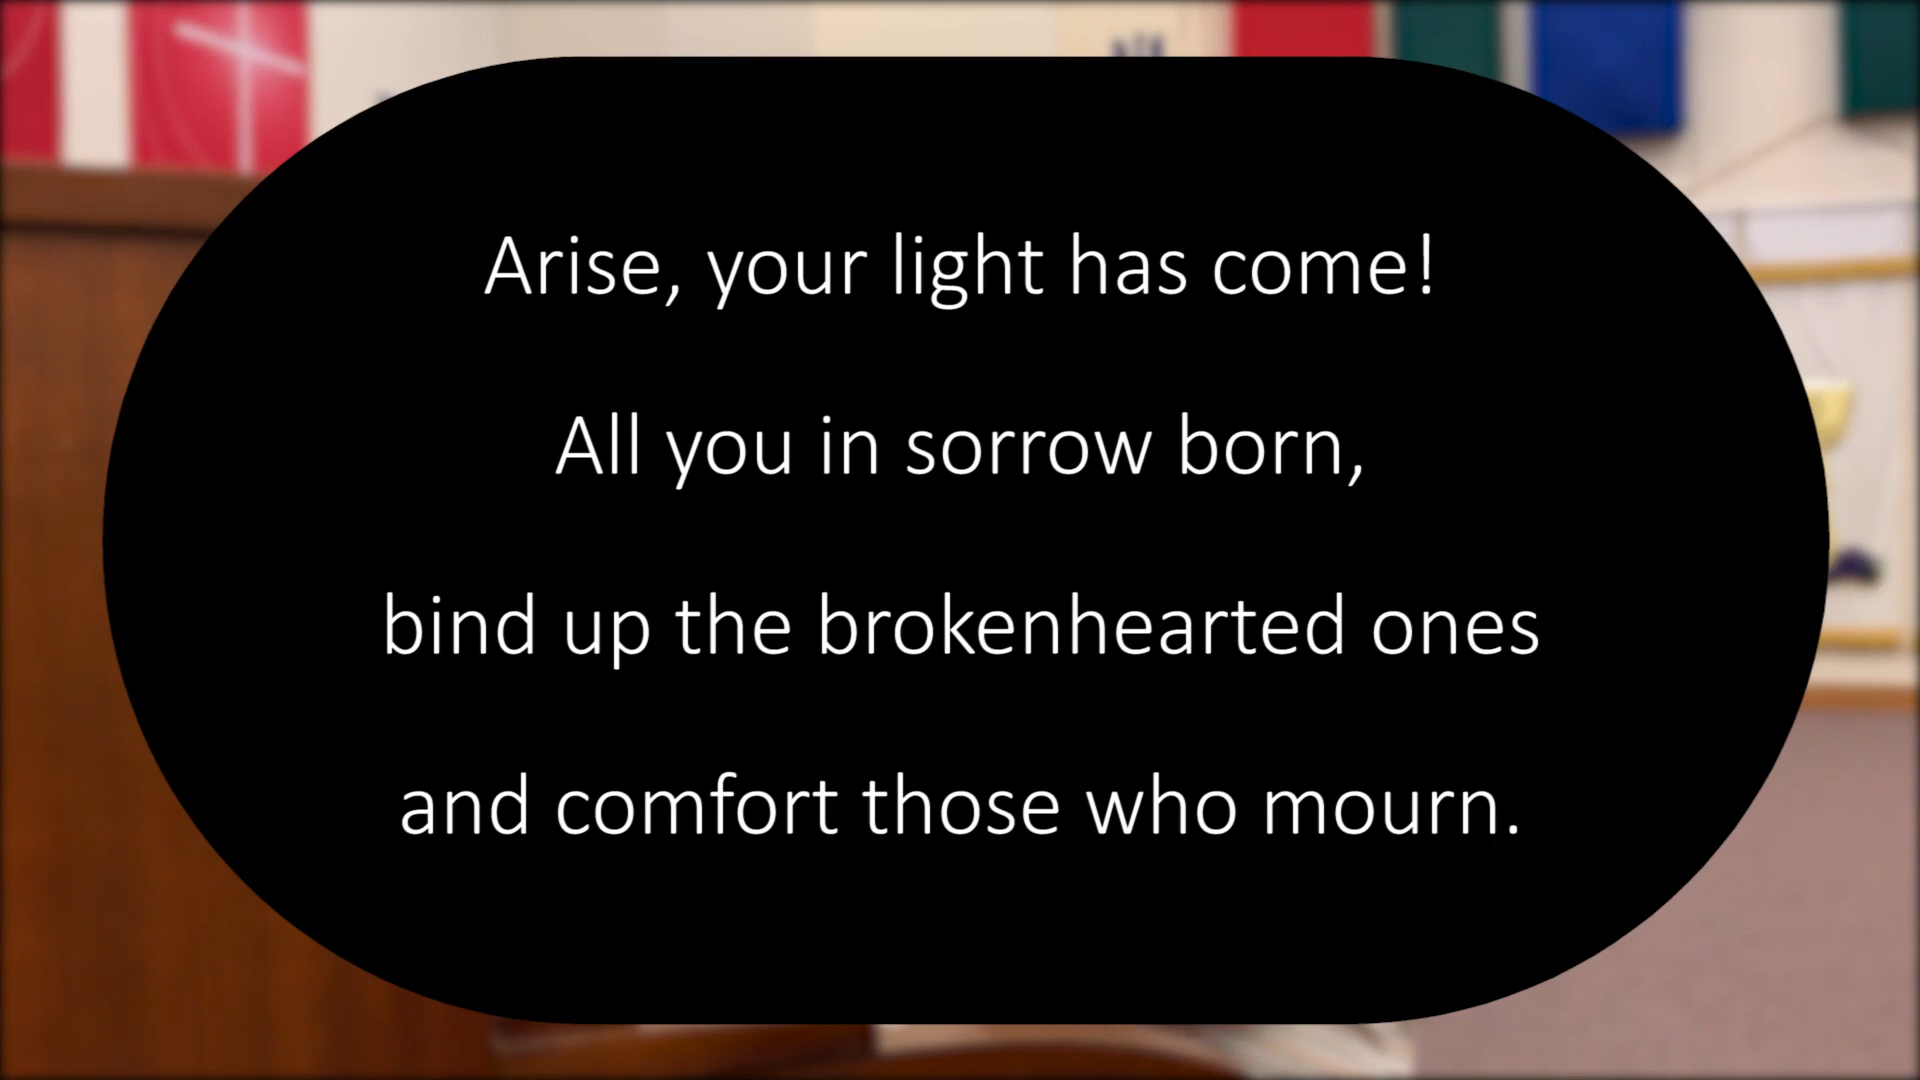 Arise, your light has come!
All you in sorrow born,
bind up the brokenhearted ones
and comfort those who mourn.